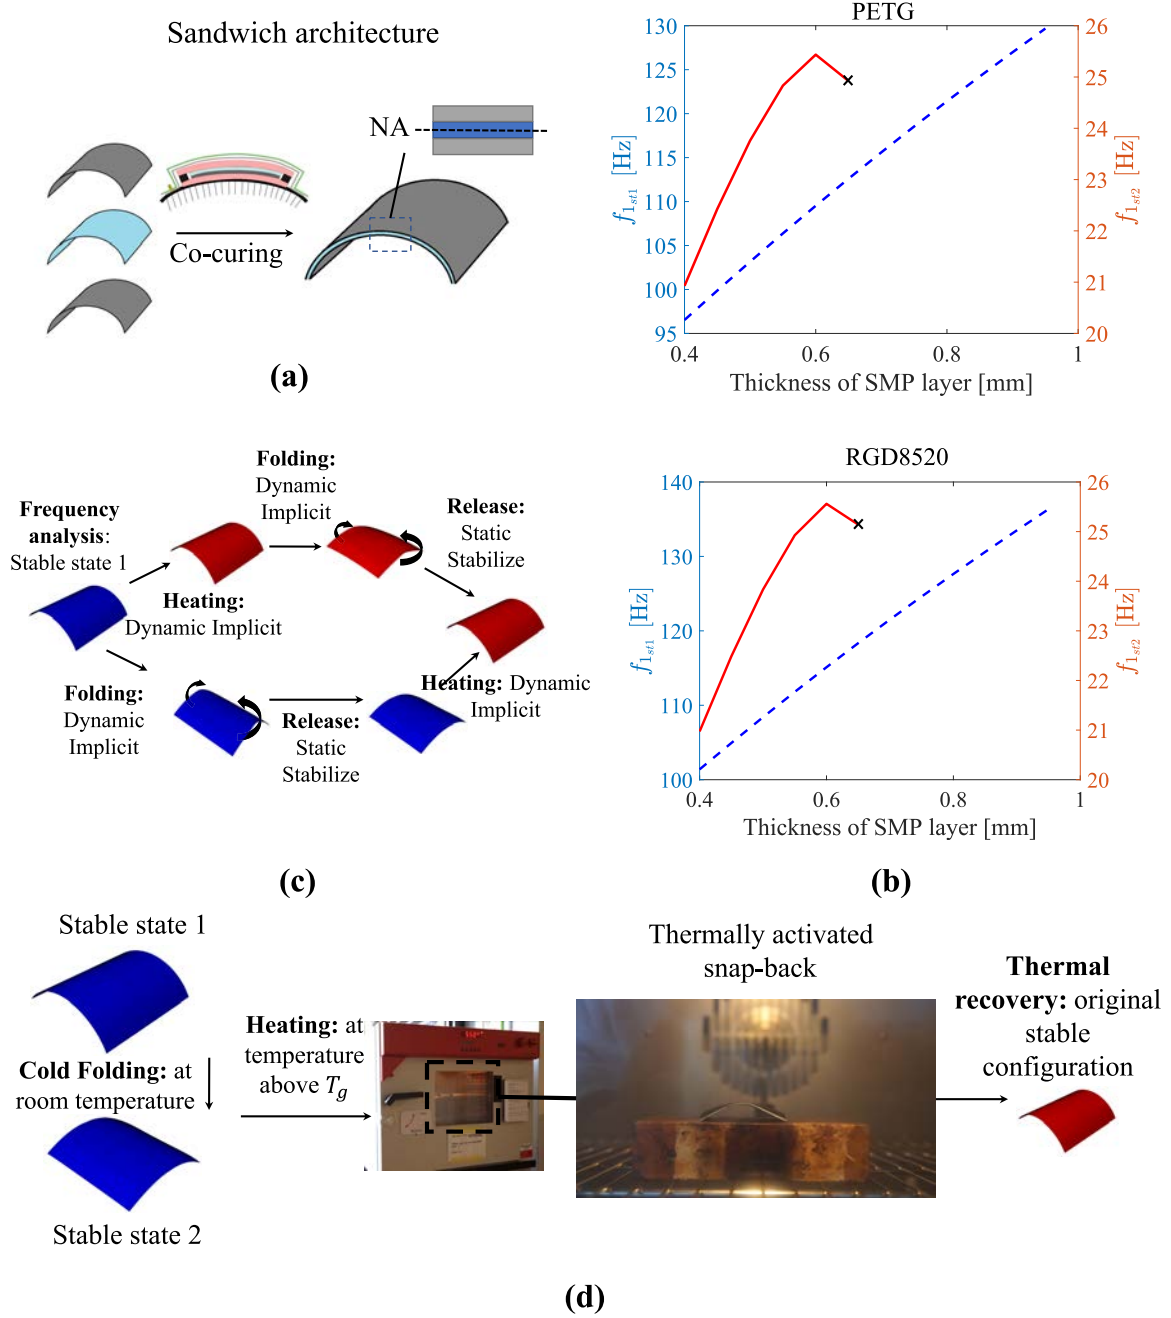 Sandwich architecture
NA
Co-curing
(a)
PETG
130
125
120
115
110
105
100
95
f1st1 [Hz]
26
25
24
23
22
21
20
f1st2 [Hz]
0.4
0.6
0.8
1
Thickness of SMP layer [mm]
RGD8520
140
130
120
110
100
f1st1 [Hz]
26
25
24
23
22
21
20
f1st2 [Hz]
0.4
0.6
0.8
1
Thickness of SMP layer [mm]
(b)
Frequency
analysis:
Stable state 1
Folding:
Dynamic
Implicit
Release:
Static
Stabilize
Heating:
Dynamic Implicit
Folding:
Dynamic
Implicit
Release:
Static
Stabilize
Heating: Dynamic
Implicit
(c)
Stable state 1
Cold Folding: at
room temperature
Stable state 2
Heating: at
temperature
above Tg
Thermally activated
snap-back
Thermal
recovery: original
stable
configuration
(d)